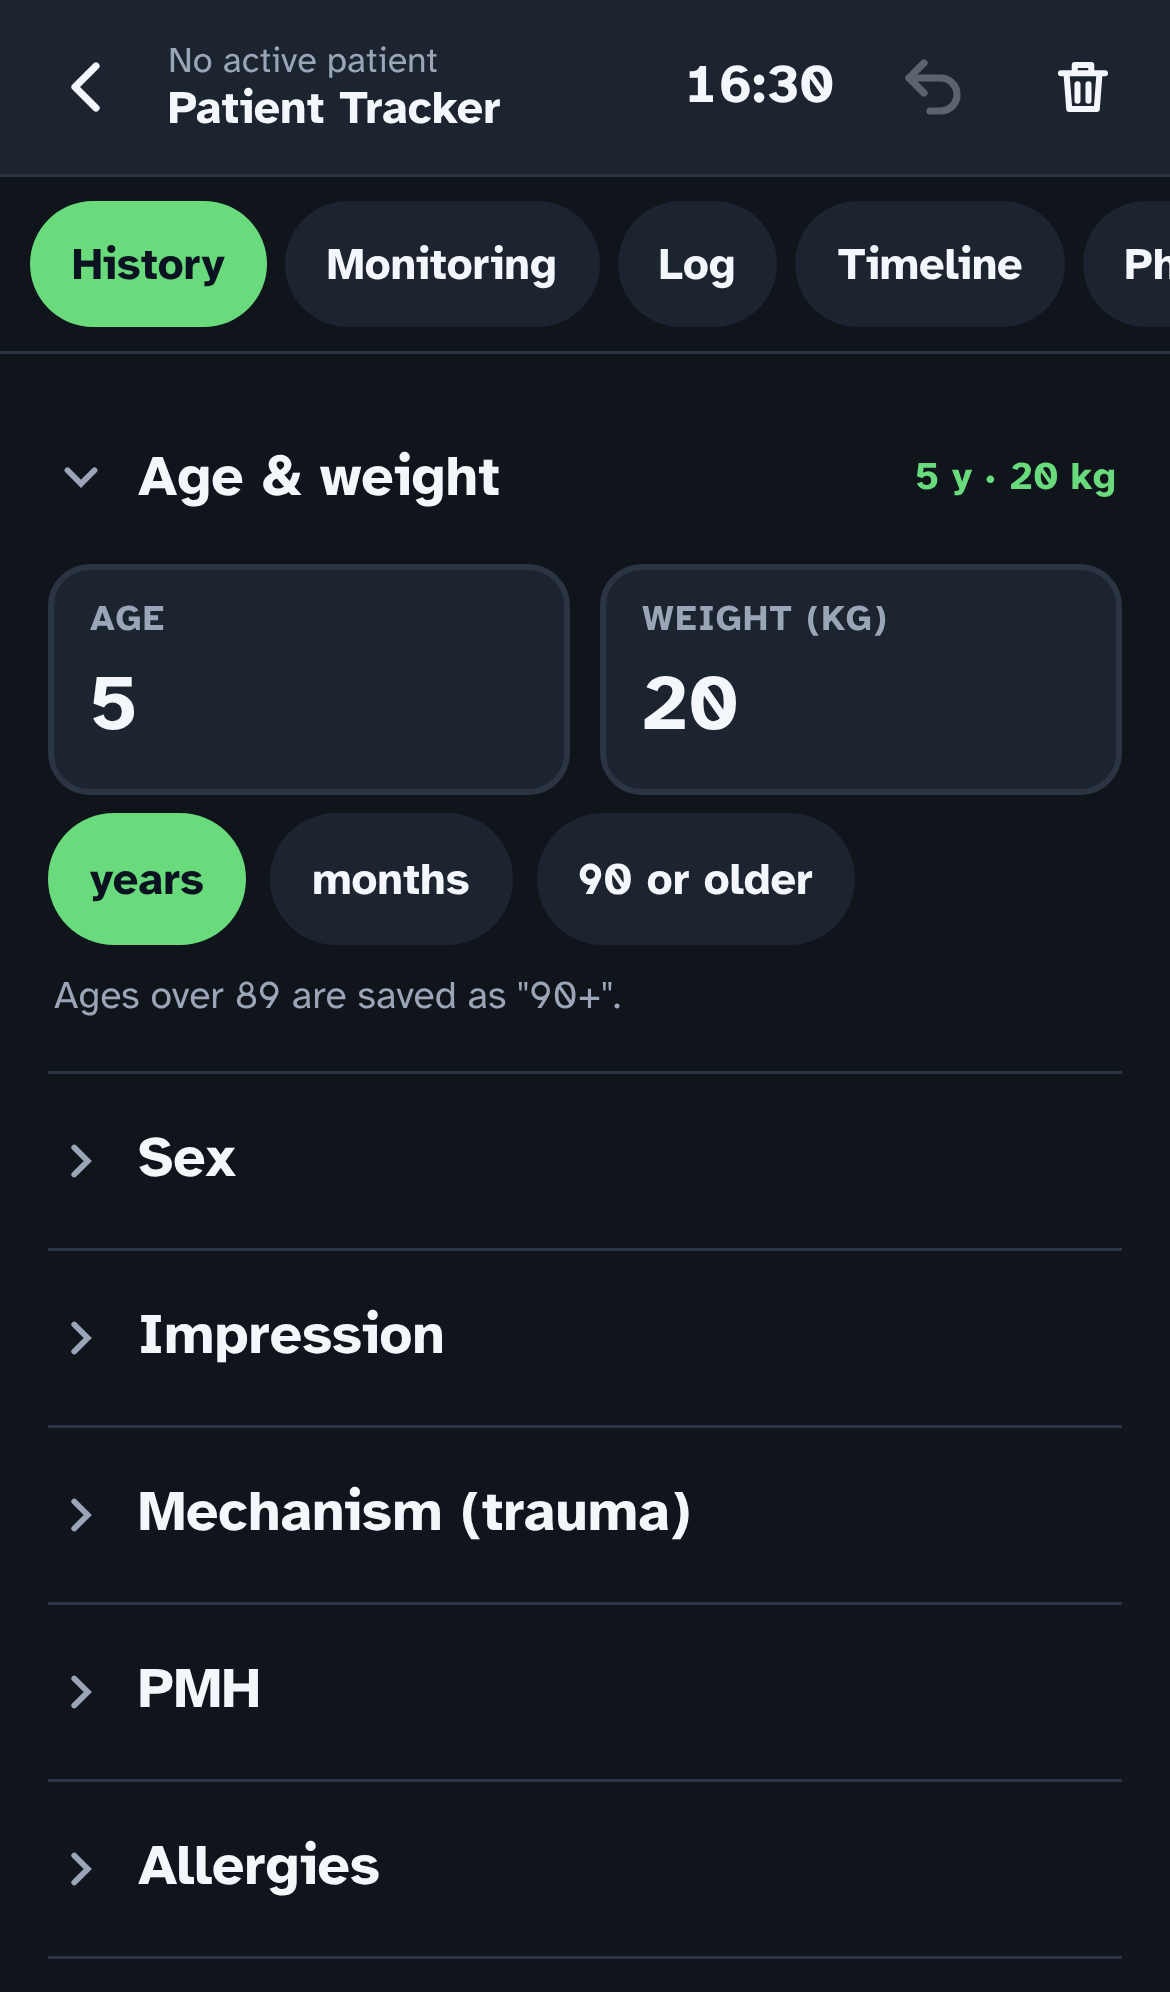 No active patient
Patient Tracker
16:30
History
Monitoring
Log
Timeline
Ph
Age & weight
5 y · 20 kg
AGE
5
WEIGHT (KG)
20
years
months
90 or older
Ages over 89 are saved as "90+".
Sex
Impression
Mechanism (trauma)
PMH
Allergies